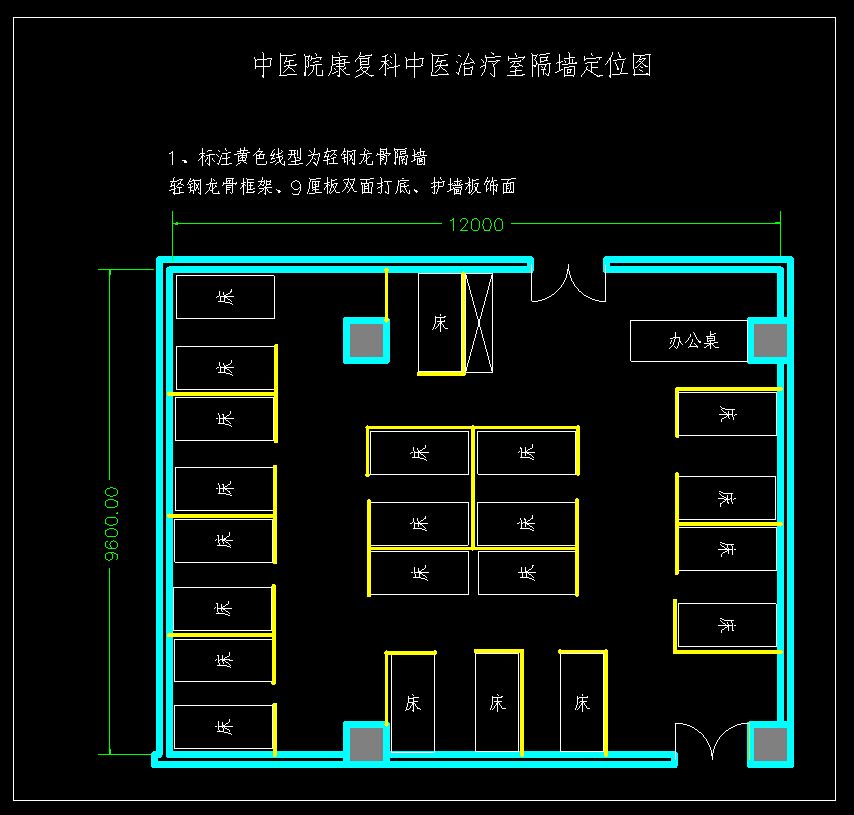 中医院康复科中医治疗室隔墙定位图
1、标注黄色线型为轻钢龙骨隔墙
轻钢龙骨框架、9厘板双面打底、护墙板饰面
12000
床
床
办公桌
床
床
床
床
床
床
床
9600.00
床
床
床
床
床
床
床
床
床
床
床
床
床